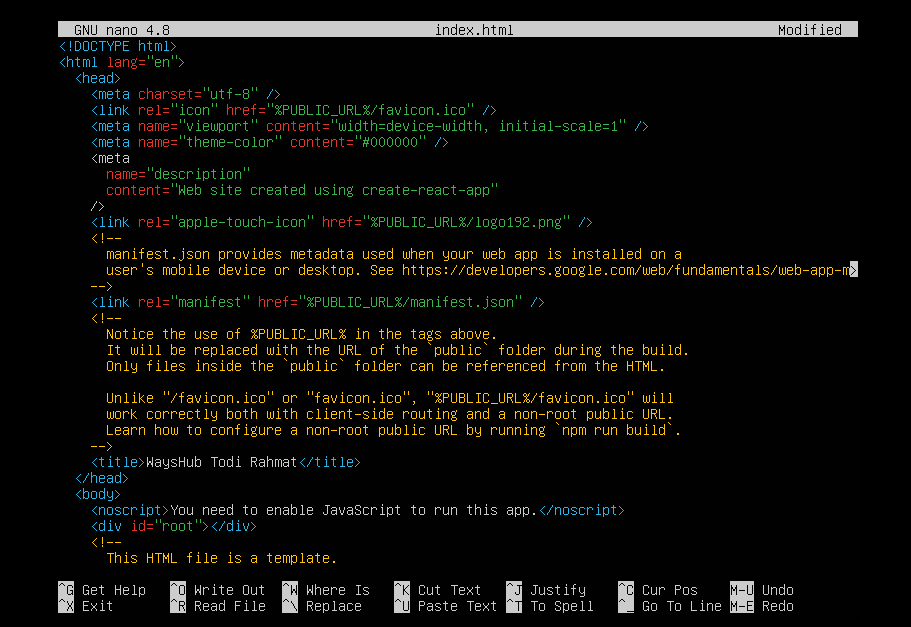 GNU nano 4.8 index.html Modified
<!DOCTYPE html>
<html lang="en">
<head>
<meta charset="utf-8" />
<link rel="icon" href="%PUBLIC_URL%/favicon.ico" />
<meta name="viewport" content="width=device-width, initial-scale=1" />
<meta name="theme-color" content="#000000" />
<meta
name="description"
content="Web site created using create-react-app"
/>
<link rel="apple-touch-icon" href="%PUBLIC_URL%/logo192.png" />
<!--
manifest.json provides metadata used when your web app is installed on a
user's mobile device or desktop. See https://developers.google.com/web/fundamentals/web-app-m>
-->
<link rel="manifest" href="%PUBLIC_URL%/manifest.json" />
<!--
Notice the use of %PUBLIC_URL% in the tags above.
It will be replaced with the URL of the `public` folder during the build.
Only files inside the `public` folder can be referenced from the HTML.
Unlike "/favicon.ico" or "favicon.ico", "%PUBLIC_URL%/favicon.ico" will
work correctly both with client-side routing and a non-root public URL.
Learn how to configure a non-root public URL by running `npm run build`.
-->
<title>WaysHub Todi Rahmat</title>
</head>
<body>
<noscript>You need to enable JavaScript to run this app.</noscript>
<div id="root"></div>
<!--
This HTML file is a template.
^G Get Help ^O Write Out ^W Where Is ^K Cut Text ^J Justify ^C Cur Pos M-U Undo
^X Exit ^R Read File ^\ Replace ^U Paste Text ^T To Spell ^_ Go To Line M-E Redo